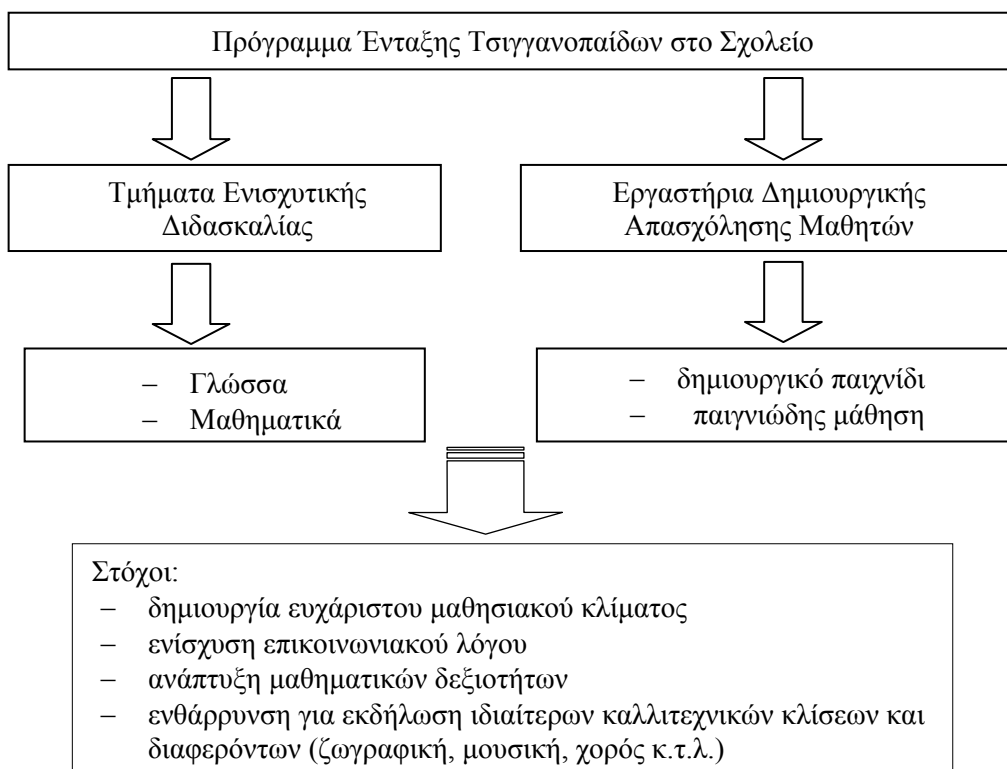 Πρόγραμμα Ένταξης Τσιγγανοπαίδων στο Σχολείο
Τμήματα Ενισχυτικής
Διδασκαλίας
Εργαστήρια Δημιουργικής
Απασχόλησης Μαθητών
– Γλώσσα
– Μαθηματικά
– δημιουργικό παιχνίδι
– παιγνιώδης μάθηση
Στόχοι:
– δημιουργία ευχάριστου μαθησιακού κλίματος
– ενίσχυση επικοινωνιακού λόγου
– ανάπτυξη μαθηματικών δεξιοτήτων
– ενθάρρυνση για εκδήλωση ιδιαίτερων καλλιτεχνικών κλίσεων και
διαφερόντων (ζωγραφική, μουσική, χορός κ.τ.λ.)